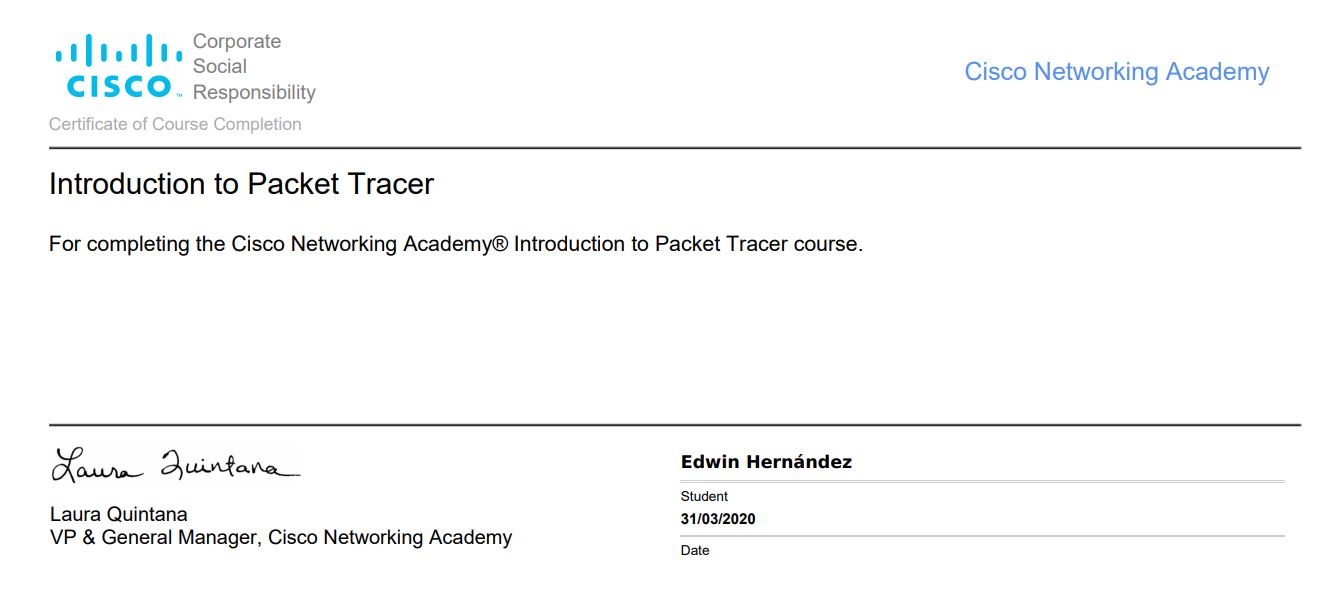 Corporate
Social
CISCO™ Responsibility
Cisco Networking Academy
Certificate of Course Completion
Introduction to Packet Tracer
For completing the Cisco Networking Academy® Introduction to Packet Tracer course.
Laura Quintana
Laura Quintana
VP & General Manager, Cisco Networking Academy
Edwin Hernández
Student
31/03/2020
Date